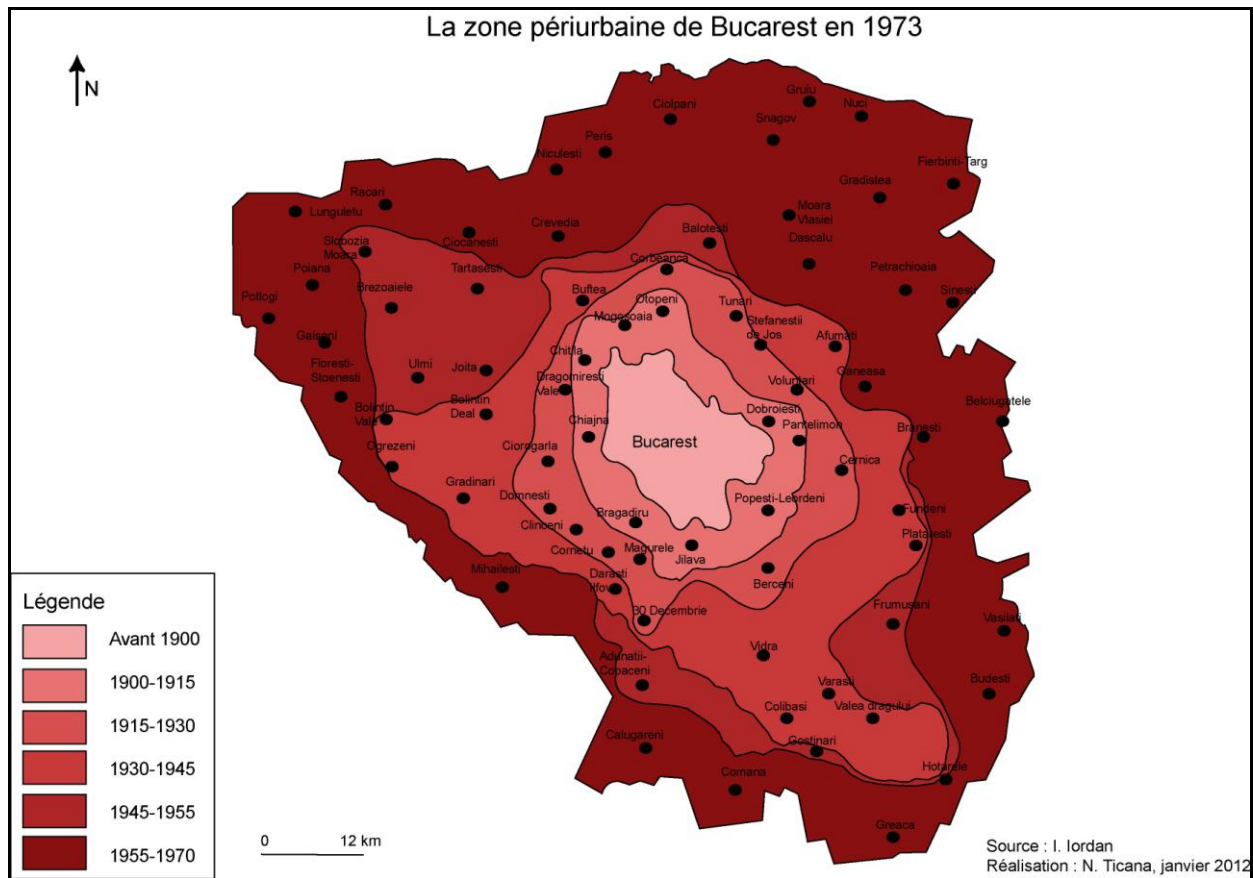 La zone périurbaine de Bucarest en 1973
N
Gruiu
Nuci
Ciolpani
Snagov
Peris
Niculesti
Fierbinti-Targ
Gradistea
Racari
Lunguletu
Moara
Vlasiei
Crevedia
Ciocanesti
Slobozia
Moara
Balotesti
Dascalu
Corbeanca
Petrachioaia
Poiana
Tartasesti
Brezoaiele
Buftea
Otopeni
Tunari
Sinesti
Potlogi
Mogosoaia
Stefanestii
de Jos
Gaisani
Afumati
Chitila
Floresti-
Stoenesti
Ulmi
Joita
Dragomiresti
Vale
Ganeasa
Voluntari
Belciugatele
Bolintin
Vale
Bolintin
Deal
Dobroiesti
Chiajna
Bucarest
Pantelimon
Branesti
Ogrezeni
Ciorogarla
Cernica
Gradinari
Domnesti
Bragadiru
Popesti-Leordeni
Fundeni
Clinceni
Platatesti
Cornetu
Magurele
Jilava
Mihailesti
Darasti
Ilfov
Berceni
30 Decembrie
Frumusani
Vasilati
Vidra
Adunatii-
Copaceni
Varasti
Budesti
Colibasi
Valea dragului
Calugareni
Gostinari
Hotarele
Comana
Greaca
Légende
Avant 1900
1900-1915
1915-1930
1930-1945
1945-1955
1955-1970
0 12 km
Source : I. Iordan
Réalisation : N. Ticana, janvier 2012